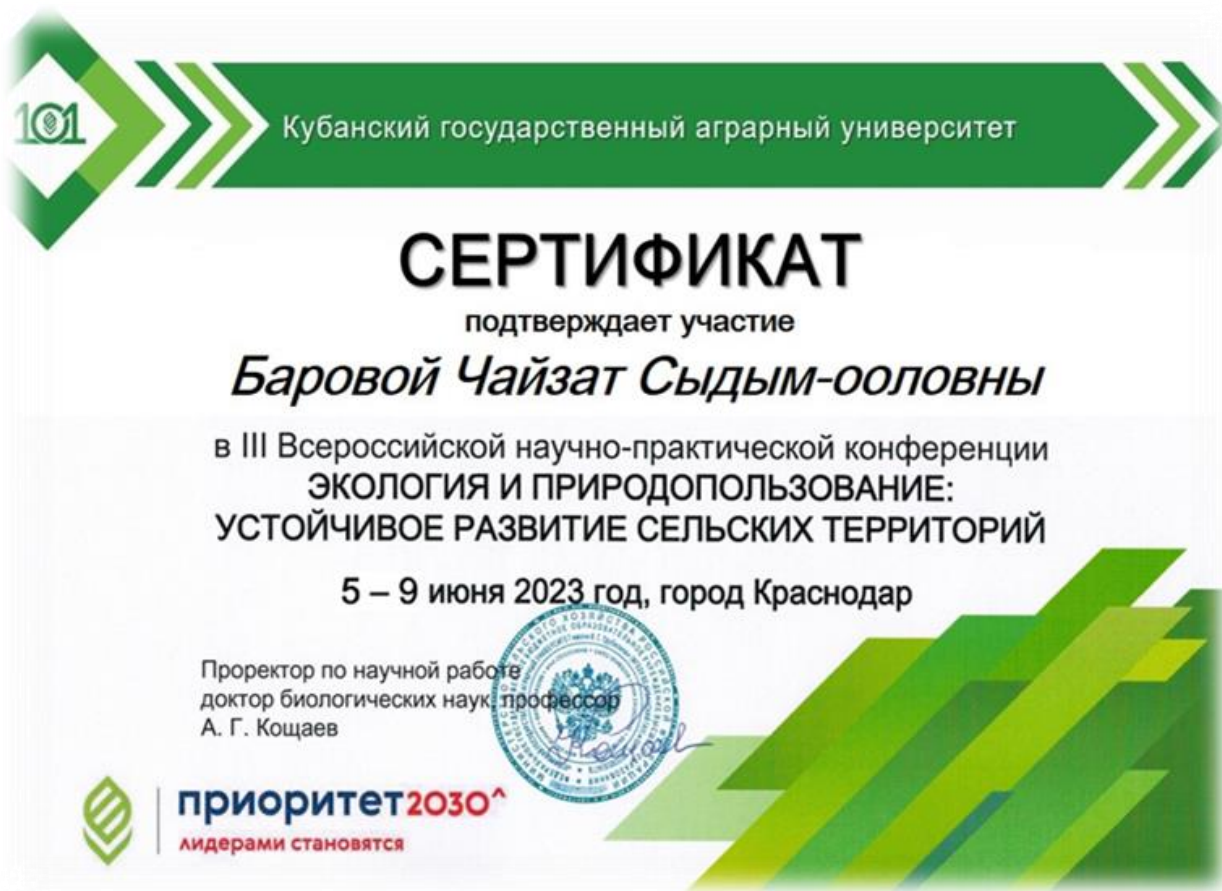 101
Кубанский государственный аграрный университет
СЕРТИФИКАТ
подтверждает участие
Баровой Чайзат Сыдым-ооловны
в III Всероссийской научно-практической конференции
ЭКОЛОГИЯ И ПРИРОДОПОЛЬЗОВАНИЕ:
УСТОЙЧИВОЕ РАЗВИТИЕ СЕЛЬСКИХ ТЕРРИТОРИЙ
5 – 9 июня 2023 год, город Краснодар
Проректор по научной работе
доктор биологических наук, профессор
А. Г. Кощаев
приоритет2030^
лидерами становятся